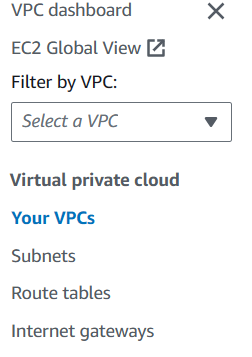 VPC dashboard
EC2 Global View
Filter by VPC:
Select a VPC
Virtual private cloud
Your VPCs
Subnets
Route tables
Internet gateways